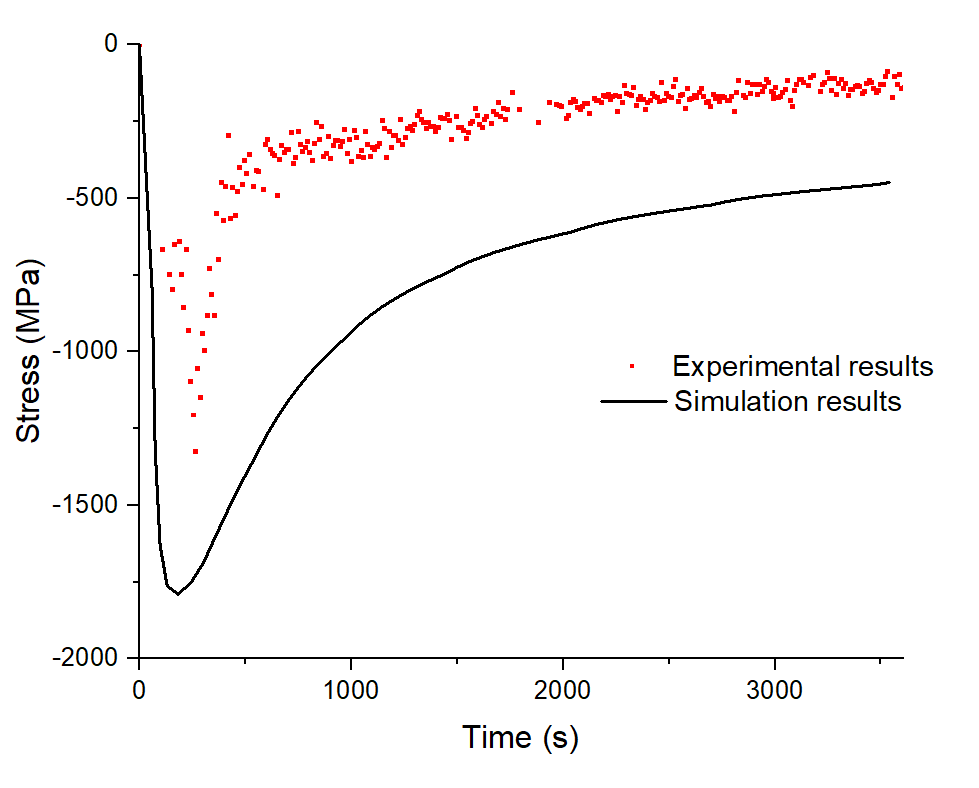 0
-500
-1000
-1500
-2000
Stress (MPa)
Experimental results
Simulation results
0 1000 2000 3000
Time (s)